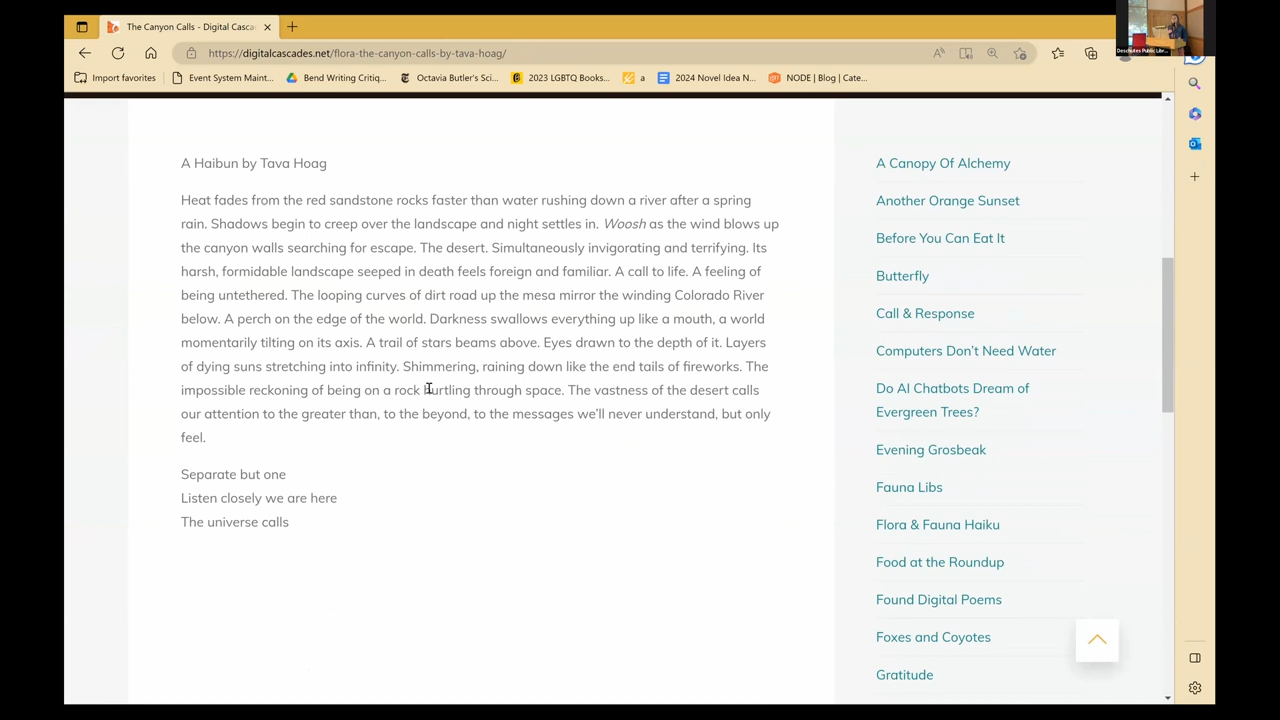 The Canyon Calls - Digital Casca
https://digitalcascades.net/flora-the-canyon-calls-by-tava-hoag/
Import favorites
Event System Maint...
Bend Writing Critiq...
Octavia Butler's Sci...
2023 LGBTQ Books...
a
2024 Novel Idea N...
NODE | Blog | Cate...
Deschutes Public Libr...
A Haibun by Tava Hoag
Heat fades from the red sandstone rocks faster than water rushing down a river after a spring
rain. Shadows begin to creep over the landscape and night settles in. Woosh as the wind blows up
the canyon walls searching for escape. The desert. Simultaneously invigorating and terrifying. Its
harsh, formidable landscape seeped in death feels foreign and familiar. A call to life. A feeling of
being untethered. The looping curves of dirt road up the mesa mirror the winding Colorado River
below. A perch on the edge of the world. Darkness swallows everything up like a mouth, a world
momentarily tilting on its axis. A trail of stars beams above. Eyes drawn to the depth of it. Layers
of dying suns stretching into infinity. Shimmering, raining down like the end tails of fireworks. The
impossible reckoning of being on a rock hurtling through space. The vastness of the desert calls
our attention to the greater than, to the beyond, to the messages we'll never understand, but only
feel.
Separate but one
Listen closely we are here
The universe calls
A Canopy Of Alchemy
Another Orange Sunset
Before You Can Eat It
Butterfly
Call & Response
Computers Don't Need Water
Do AI Chatbots Dream of
Evergreen Trees?
Evening Grosbeak
Fauna Libs
Flora & Fauna Haiku
Food at the Roundup
Found Digital Poems
Foxes and Coyotes
Gratitude